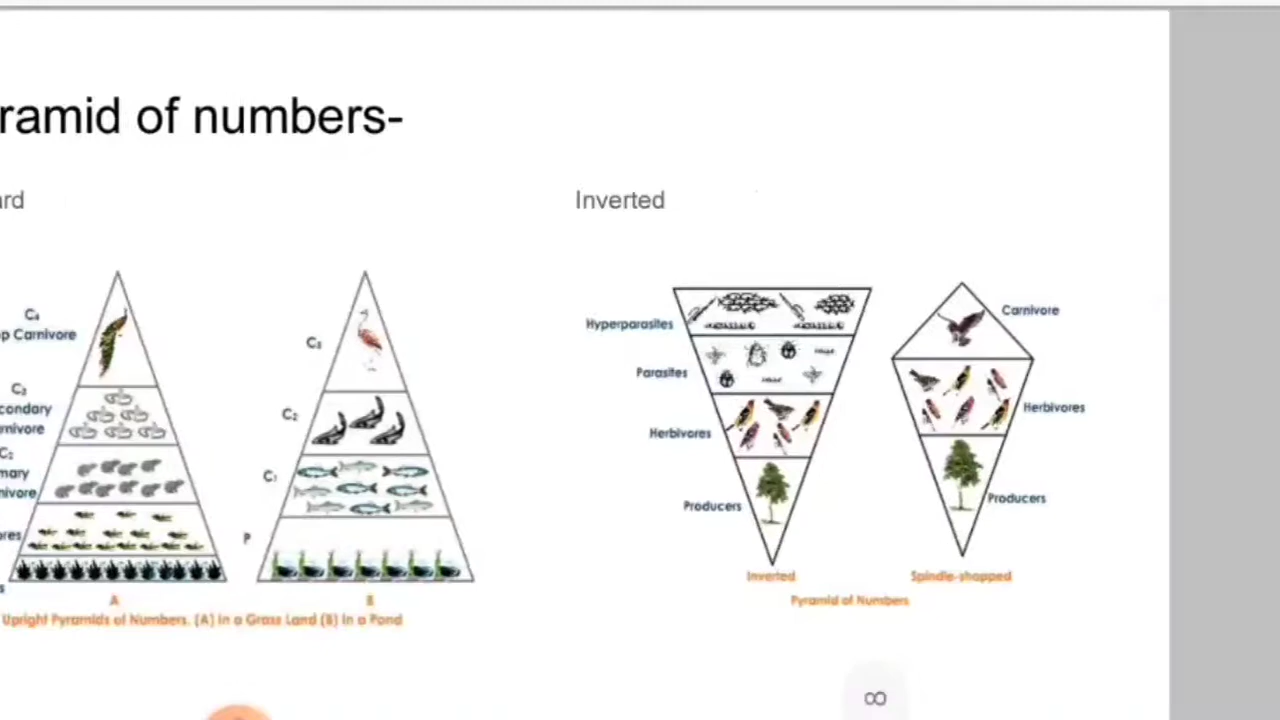 ramid of numbers-
ard
Inverted
C₄
p Carnivore
C₃
condary
rnivore
C₂
mary
nivore
ores
s
A
C₃
C₂
C₁
P
B
Upright Pyramids of Numbers. (A) in a Grass Land (B) In a Pond
Hyperparasites
Parasites
Herbivores
Producers
Inverted
Carnivore
Herbivores
Producers
Spindle-shapped
Pyramid of Numbers
8